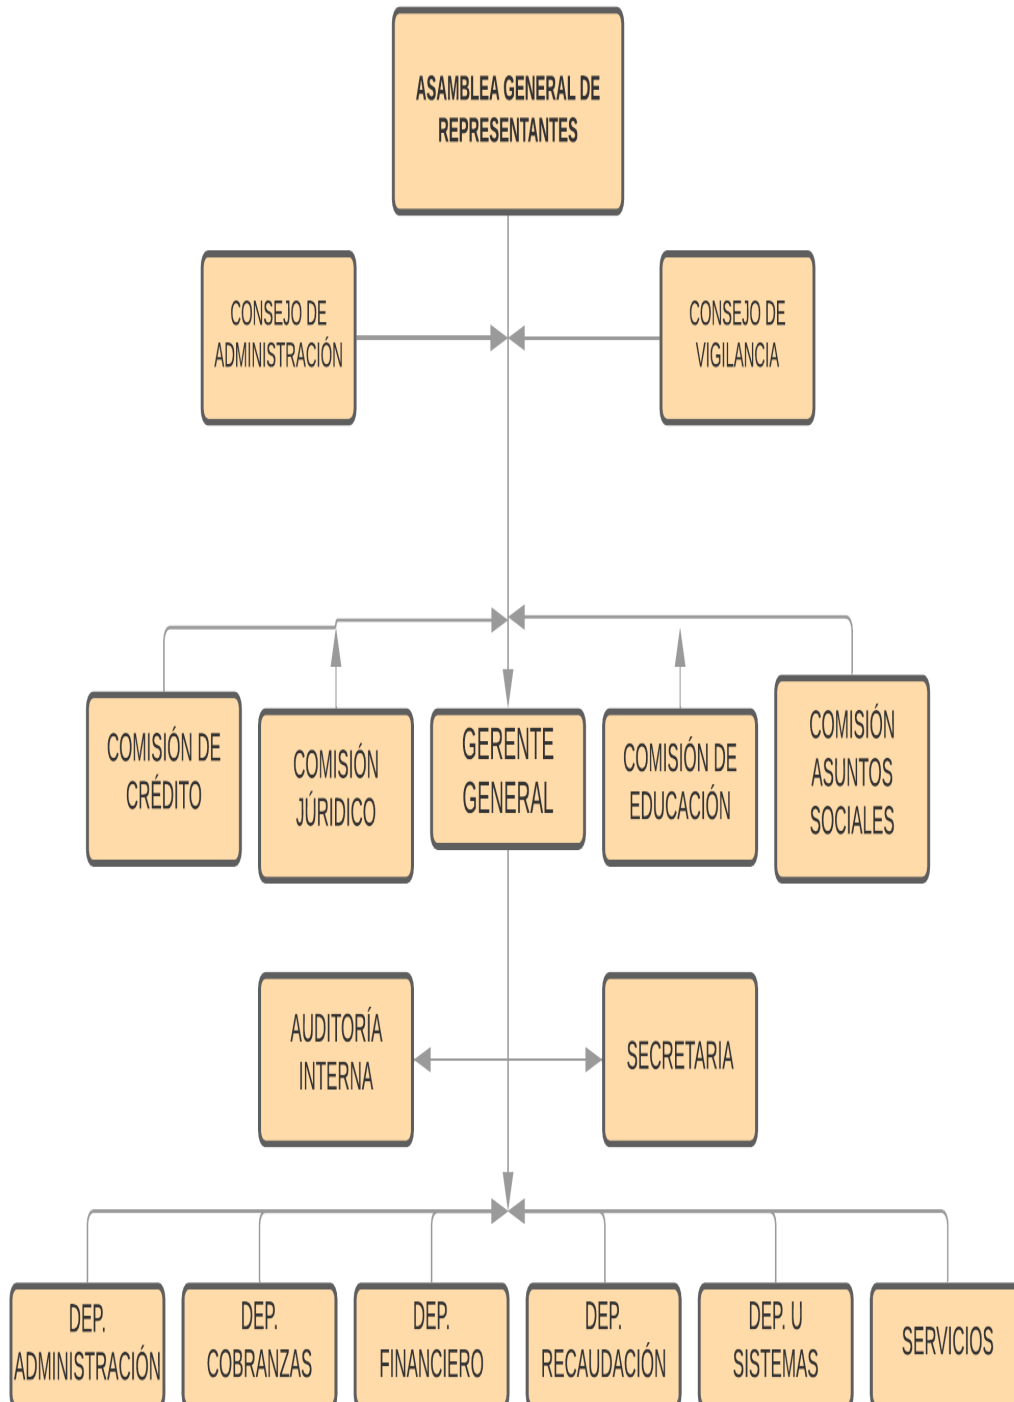 ASAMBLEA GENERAL DE
REPRESENTANTES
CONSEJO DE
ADMINISTRACIÓN
CONSEJO DE
VIGILANCIA
COMISIÓN DE
CRÉDITO
COMISIÓN
JÚRIDICO
GERENTE
GENERAL
COMISIÓN DE
EDUCACIÓN
COMISIÓN
ASUNTOS
SOCIALES
AUDITORÍA
INTERNA
SECRETARIA
DEP.
ADMINISTRACIÓN
DEP.
COBRANZAS
DEP.
FINANCIERO
DEP.
RECAUDACIÓN
DEP. U
SISTEMAS
SERVICIOS